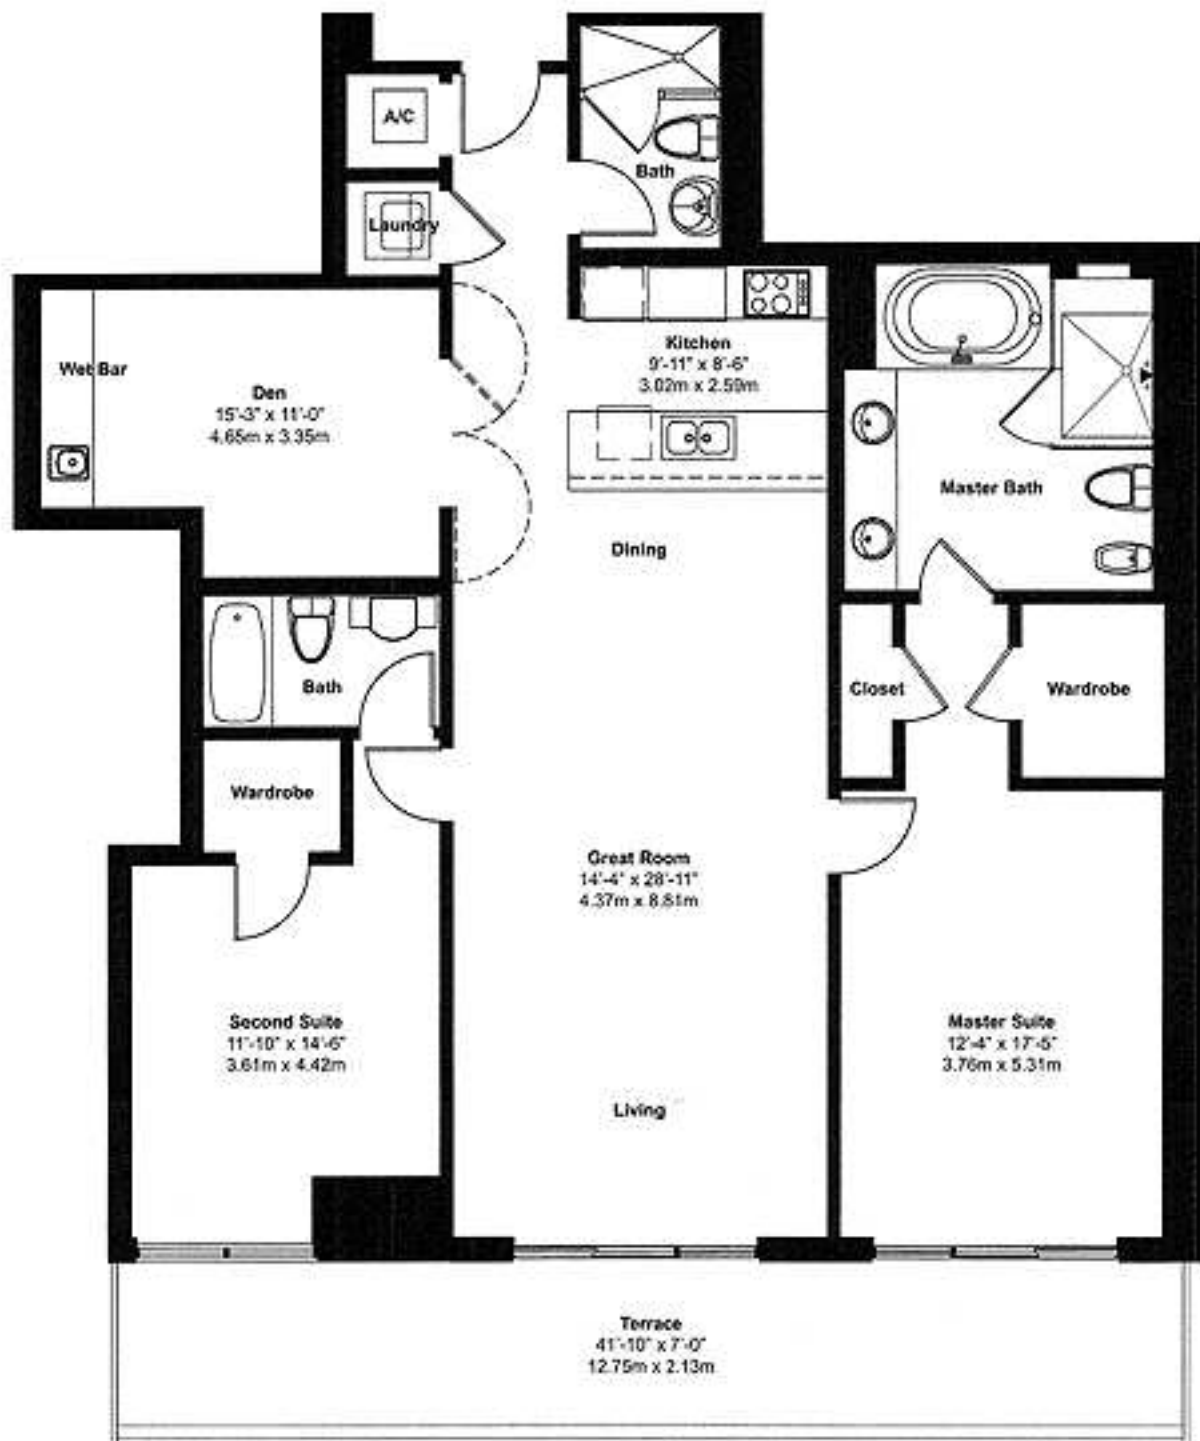 A/C
Bath
Laundry
Kitchen
9'-11" x 8'-6"
3.02m x 2.59m
Wet Bar
Den
15'-3" x 11'-0"
4.65m x 3.35m
Master Bath
Dining
Bath
Closet
Wardrobe
Wardrobe
Great Room
14'-4" x 28'-11"
4.37m x 8.81m
Second Suite
11'-10" x 14'-6"
3.61m x 4.42m
Master Suite
12'-4" x 17'-5"
3.76m x 5.31m
Living
Terrace
41'-10" x 7'-0"
12.75m x 2.13m